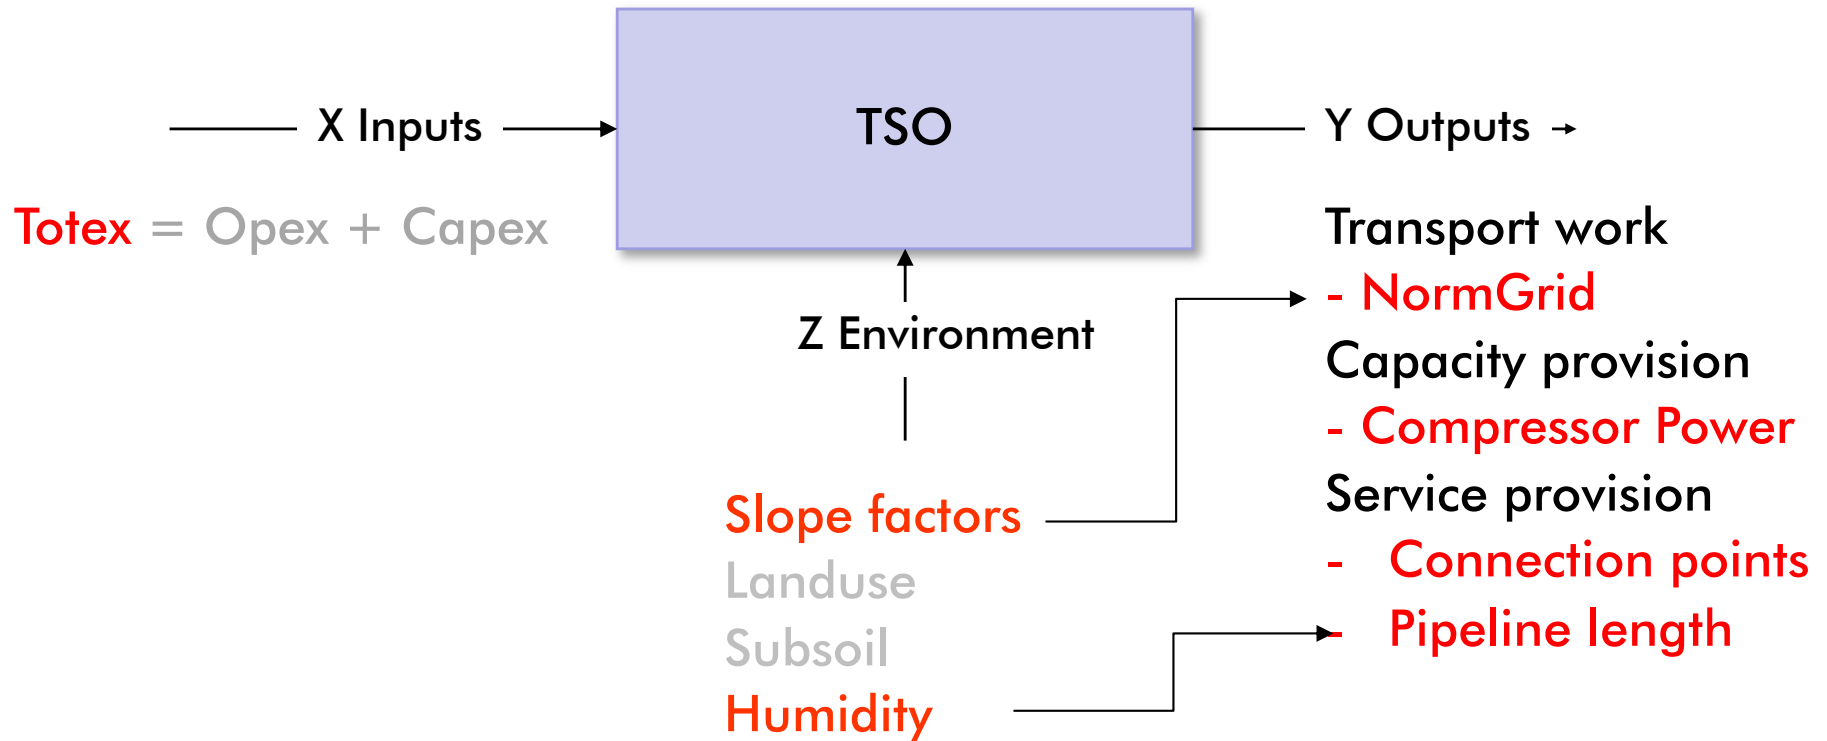 X Inputs
TSO
Y Outputs
Totex = Opex + Capex
Z Environment
Slope factors
Landuse
Subsoil
Humidity
Transport work
- NormGrid
Capacity provision
- Compressor Power
Service provision
- Connection points
- Pipeline length